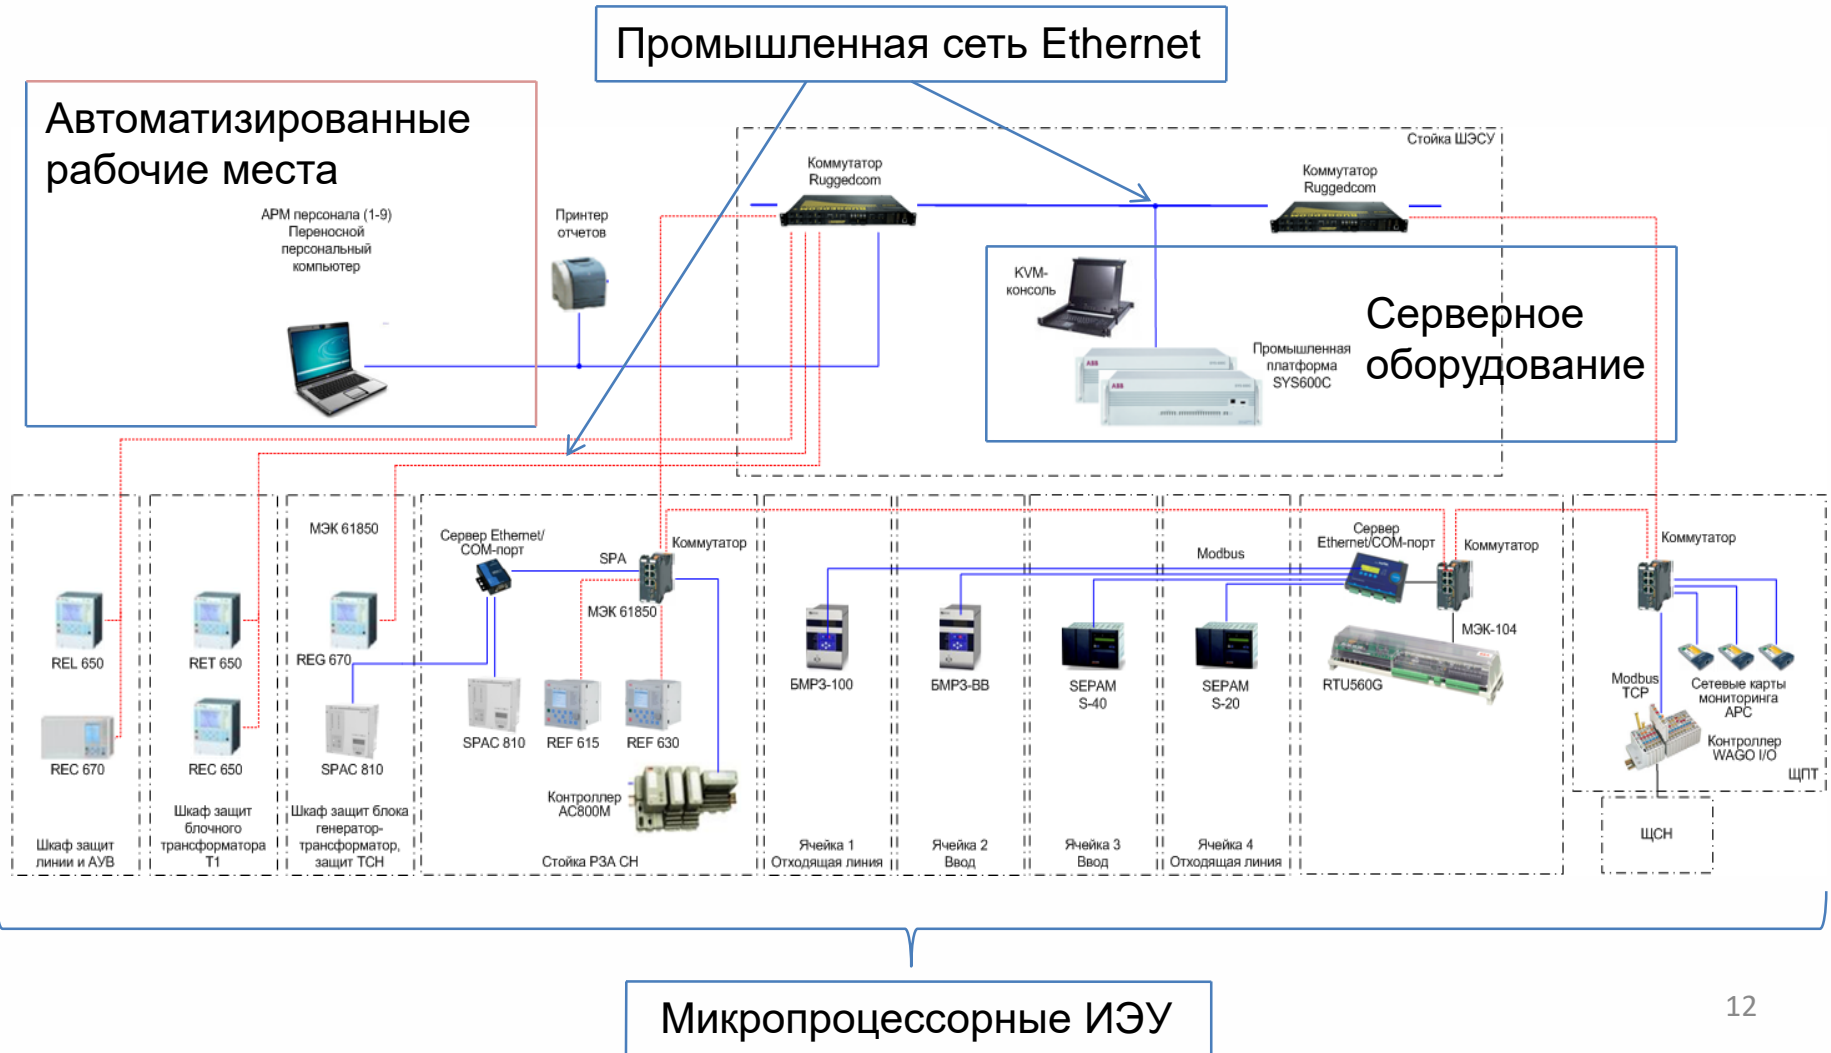 Промышленная сеть Ethernet
Автоматизированные
рабочие места
АРМ персонала (1-9)
Переносной
персональный
компьютер
Принтер
отчетов
Стойка ШЭСУ
Коммутатор
Ruggedcom
Коммутатор
Ruggedcom
KVM-
консоль
Серверное
оборудование
Промышленная
платформа
SYS600C
ABB
ABB
МЭК 61850
Сервер Ethernet/
COM-порт
SPA
Коммутатор
МЭК 61850
Modbus
Сервер
Ethernet/COM-порт
Коммутатор
МЭК-104
Коммутатор
REL 650
RET 650
REG 670
БМРЗ-100
БМРЗ-ВВ
SEPAM
S-40
SEPAM
S-20
RTU560G
Modbus
TCP
Сетевые карты
мониторинга
APC
REC 670
REC 650
SPAC 810
SPAC 810
REF 615
REF 630
Контроллер
AC800M
Контроллер
WAGO I/O
ЩПТ
ЩСН
Шкаф защит
линии и АУВ
Шкаф защит
блочного
трансформатора
Т1
Шкаф защит блока
генератор-
трансформатор,
защит ТСН
Стойка РЗА СН
Ячейка 1
Отходящая линия
Ячейка 2
Ввод
Ячейка 3
Ввод
Ячейка 4
Отходящая линия
Микропроцессорные ИЭУ
12